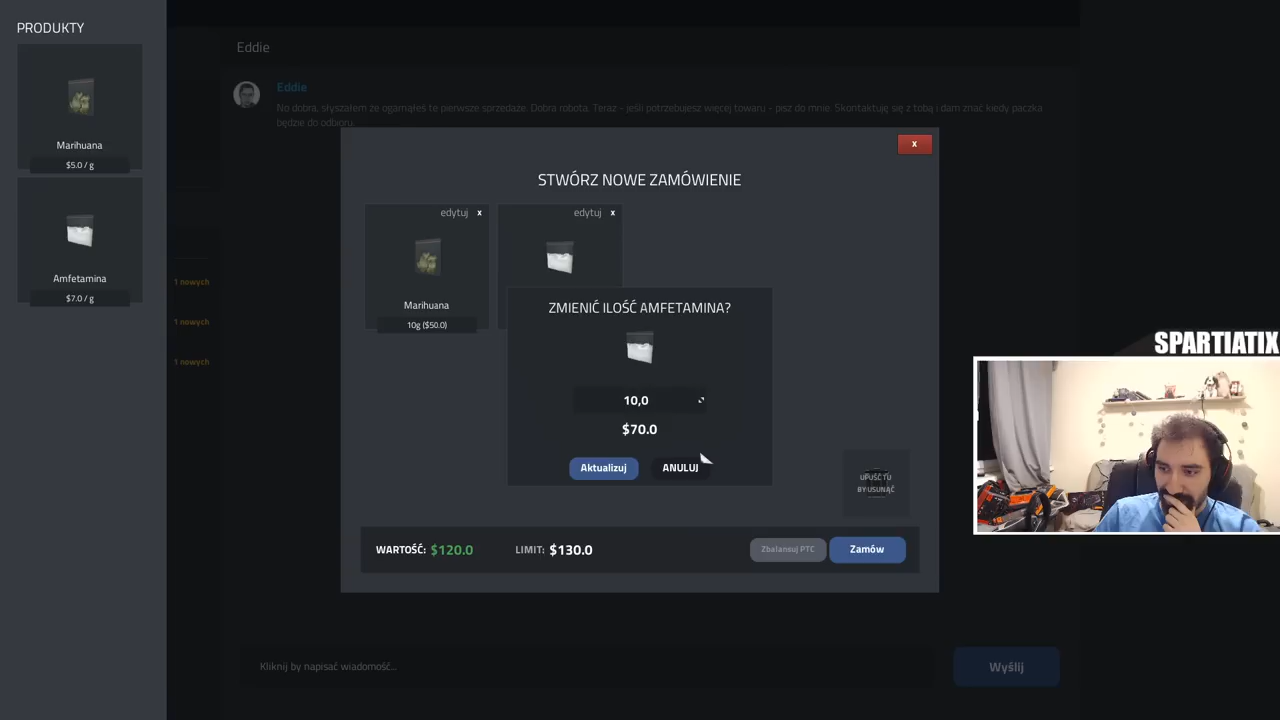 PRODUKTY
Marihuana
$5.0 / g
Amfetamina
$7.0 / g
1 nowych
1 nowych
1 nowych
Eddie
Eddie
No dobra, słyszałem że ogarnąłeś te pierwsze sprzedaże. Dobra robota. Teraz - jeśli potrzebujesz więcej towaru - pisz do mnie. Skontaktuję się z tobą i dam znać kiedy paczka
będzie do odbioru.
x
STWÓRZ NOWE ZAMÓWIENIE
edytuj x
edytuj x
Marihuana
10g ($50.0)
ZMIENIĆ ILOŚĆ AMFETAMINA?
10,0
$70.0
Aktualizuj
ANULUJ
UPUŚĆ TU
BY USUNĄĆ
WARTOŚĆ: $120.0
LIMIT: $130.0
Zbalansuj PTC
Zamów
Kliknij by napisać wiadomość...
Wyślij
SPARTIATIX